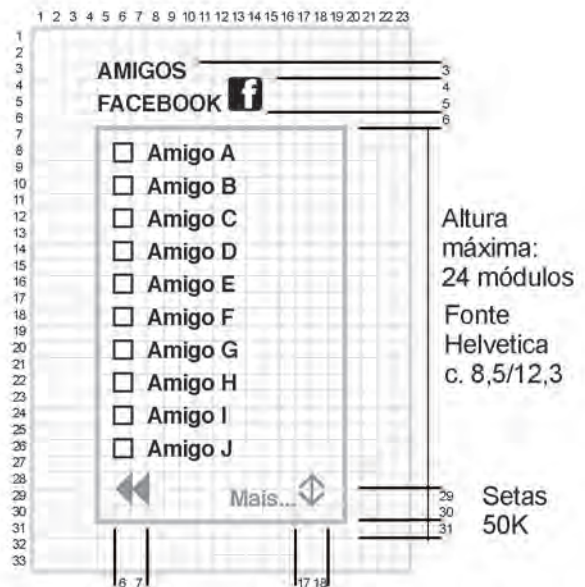 1 2 3 4 5 6 7 8 9 10 11 12 13 14 15 16 17 18 19 20 21 22 23
1
2
3
4
5
6
7
8
9
10
11
12
13
14
15
16
17
18
19
20
21
22
23
24
25
26
27
28
29
30
31
32
33
AMIGOS
FACEBOOK f
Amigo A
Amigo B
Amigo C
Amigo D
Amigo E
Amigo F
Amigo G
Amigo H
Amigo I
Amigo J
Mais...
3
4
5
6
Altura
máxima:
24 módulos
Fonte
Helvetica
c. 8,5/12,3
29
30
31
Setas
50K
6 7 17 18